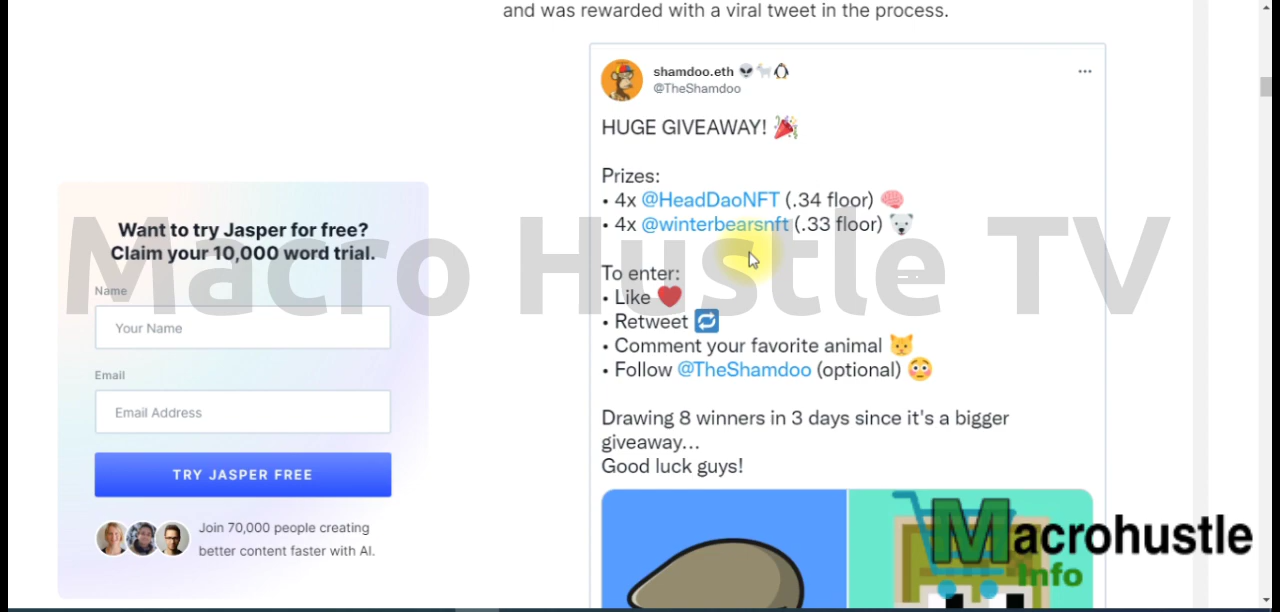 and was rewarded with a viral tweet in the process.
shamdoo.eth 👽🐐🐧
@TheShamdoo
HUGE GIVEAWAY! 🎉
Prizes:
• 4x @HeadDaoNFT (.34 floor) 🧠
• 4x @winterbearsnft (.33 floor) 🐻‍❄️
To enter:
• Like ❤️
• Retweet 🔁
• Comment your favorite animal 🐱
• Follow @TheShamdoo (optional) 😳
Drawing 8 winners in 3 days since it's a bigger
giveaway...
Good luck guys!
Want to try Jasper for free?
Claim your 10,000 word trial.
Name
Your Name
Email
Email Address
TRY JASPER FREE
Join 70,000 people creating
better content faster with AI.
Macro Hustle TV
Macrohustle
Info